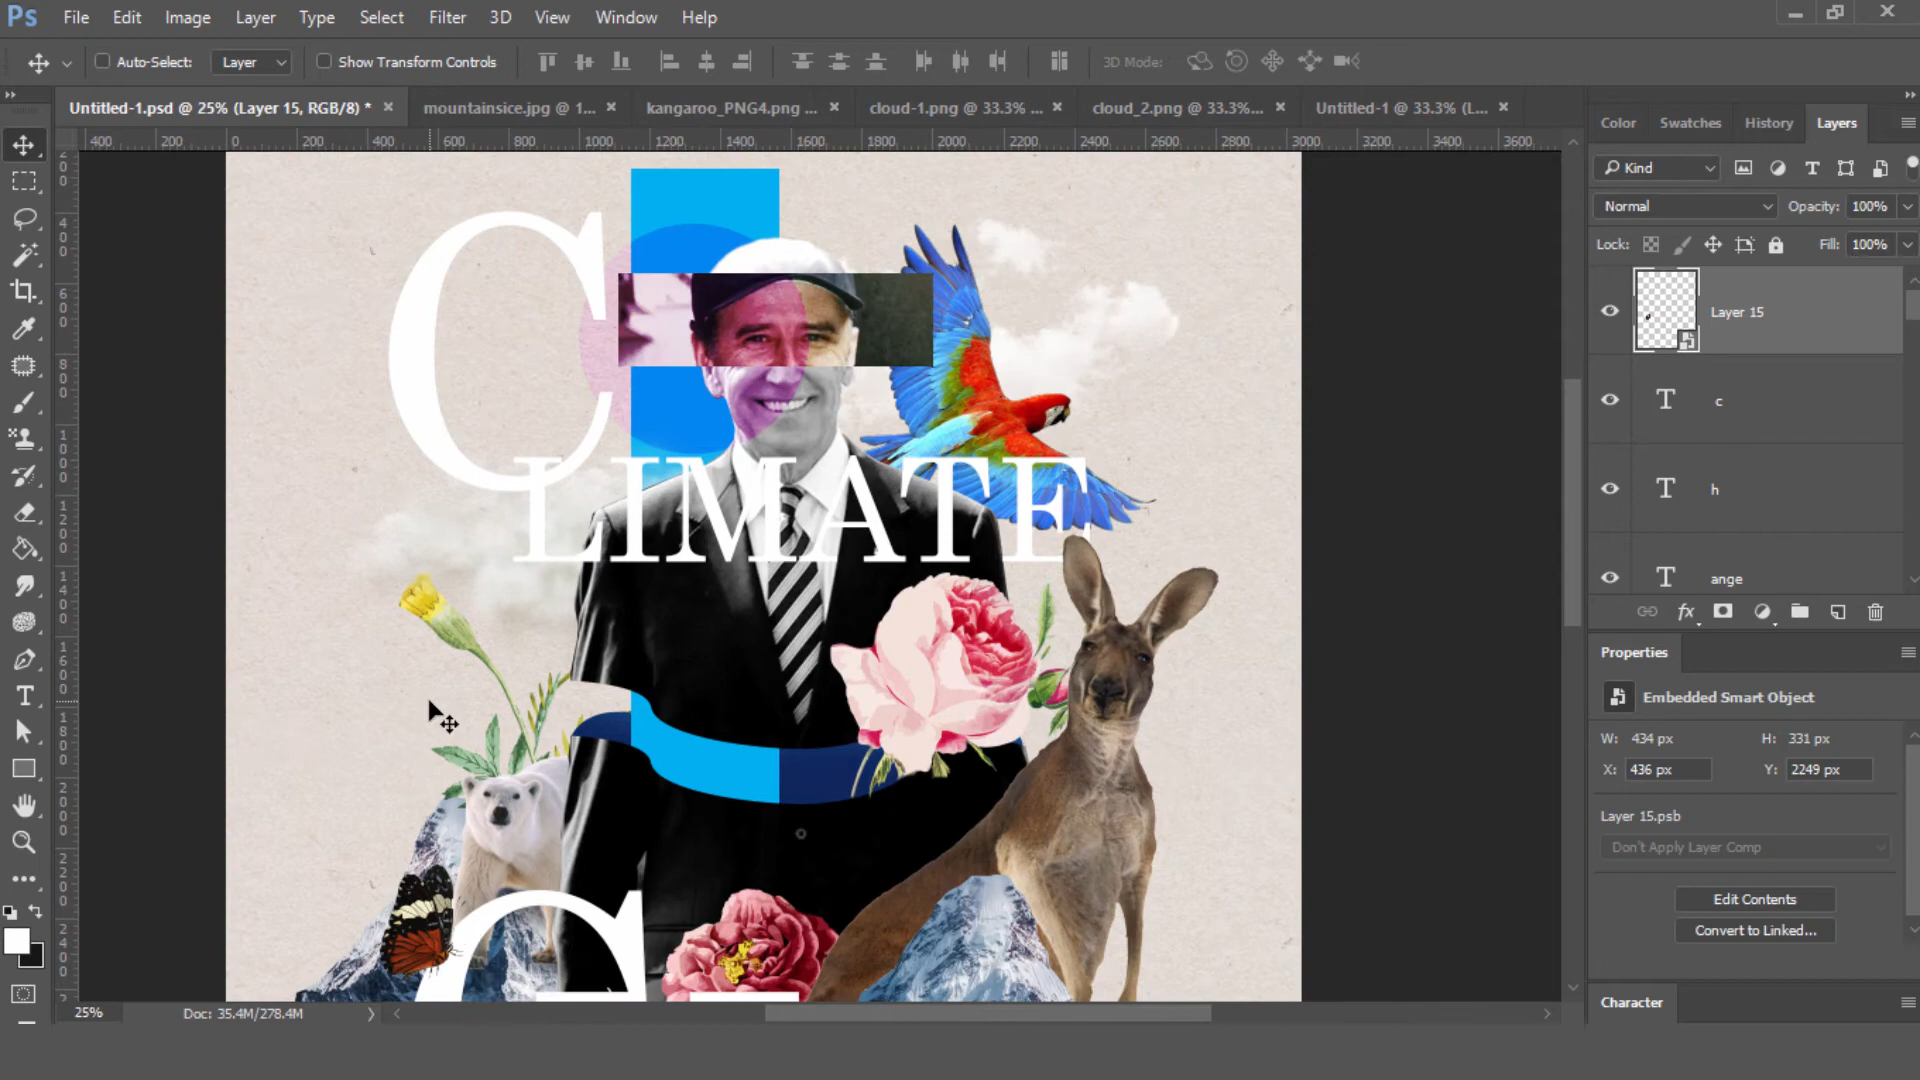 Ps File Edit Image Layer Type Select Filter 3D View Window Help
Auto-Select: Layer Show Transform Controls 3D Mode:
Untitled-1.psd @ 25% (Layer 15, RGB/8) * mountainsice.jpg @ 1... kangaroo_PNG4.png ... cloud-1.png @ 33.3% ... cloud_2.png @ 33.3%... Untitled-1 @ 33.3% (L...
400 200 0 200 400 600 800 1000 1200 1400 1600 1800 2000 2200 2400 2600 2800 3000 3200 3400 3600
Color Swatches History Layers
Kind
Normal Opacity: 100%
Lock: Fill: 100%
Layer 15
T c
T h
T ange
CLIMATE
C
Properties
Embedded Smart Object
W: 434 px H: 331 px
X: 436 px Y: 2249 px
Layer 15.psb
Don't Apply Layer Comp
Edit Contents
Convert to Linked...
Character
25% Doc: 35.4M/278.4M